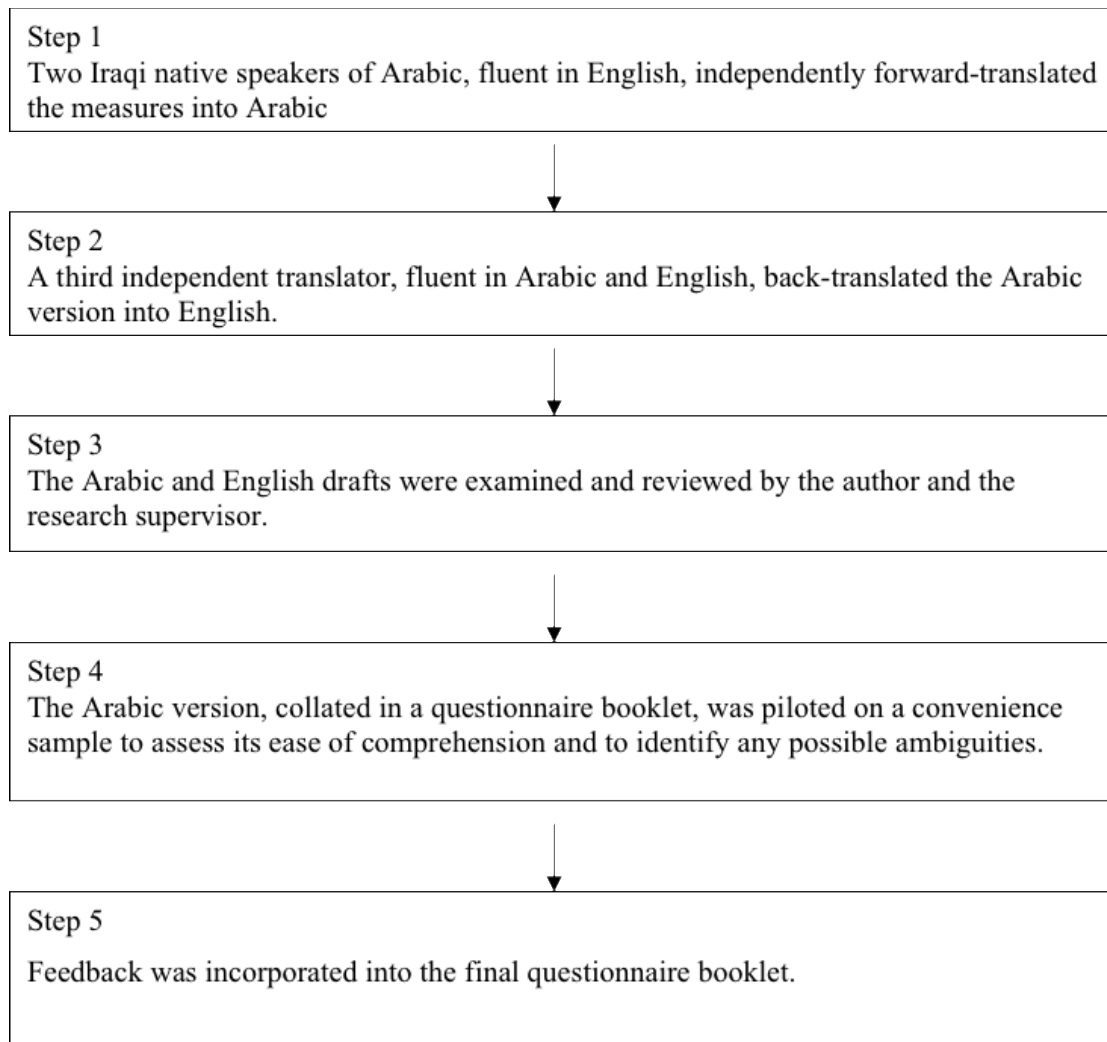 Step 1
Two Iraqi native speakers of Arabic, fluent in English, independently forward-translated
the measures into Arabic
Step 2
A third independent translator, fluent in Arabic and English, back-translated the Arabic
version into English.
Step 3
The Arabic and English drafts were examined and reviewed by the author and the
research supervisor.
Step 4
The Arabic version, collated in a questionnaire booklet, was piloted on a convenience
sample to assess its ease of comprehension and to identify any possible ambiguities.
Step 5
Feedback was incorporated into the final questionnaire booklet.